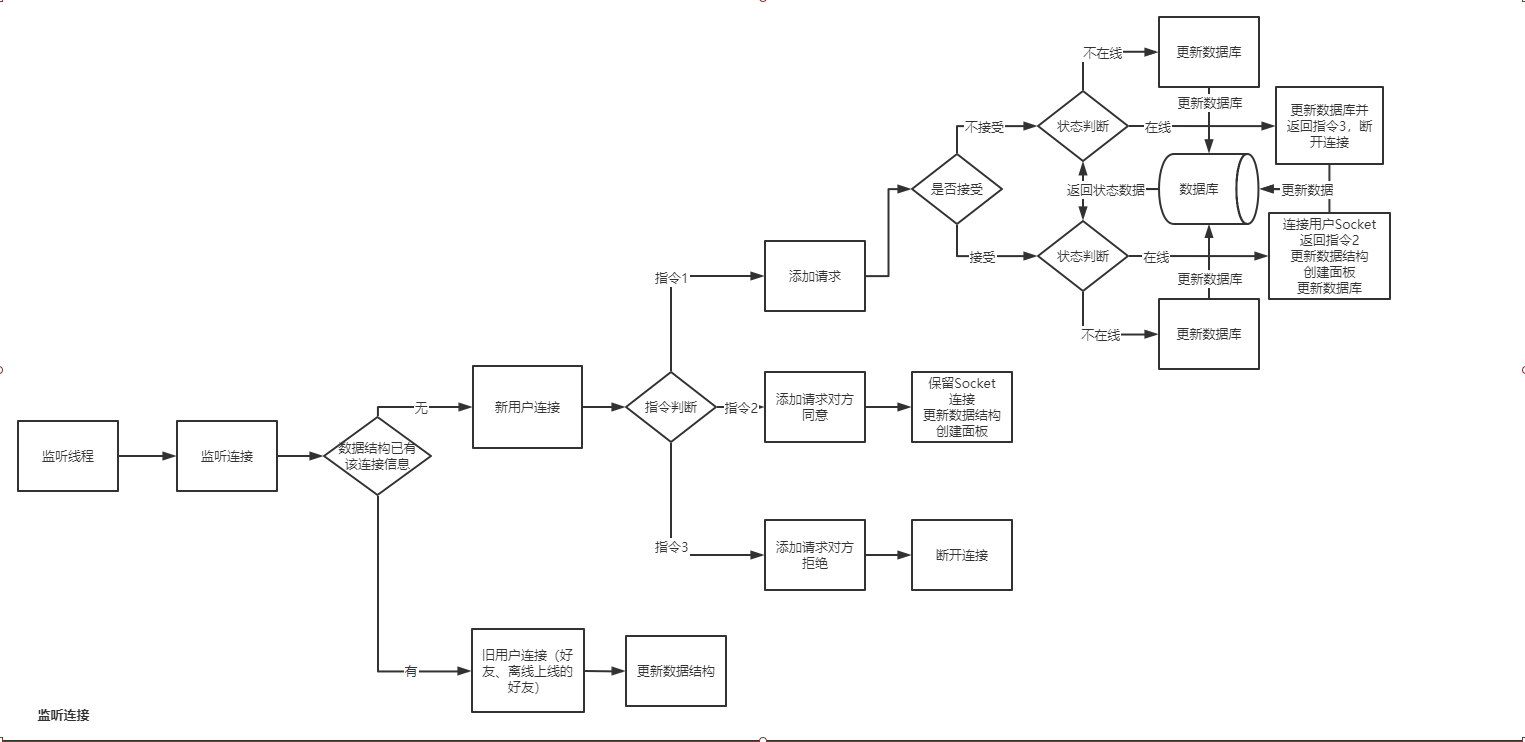 不在线
更新数据库
更新数据库
更新数据库并
返回指令3，断
开连接
不接受
状态判断
在线
是否接受
返回状态数据
数据库
更新数据
接受
状态判断
在线
连接用户Socket
返回指令2
更新数据结构
创建面板
更新数据库
更新数据库
不在线
更新数据库
指令1
添加请求
无
新用户连接
指令判断
指令2
添加请求对方
同意
保留Socket
连接
更新数据结构
创建面板
监听线程
监听连接
数据结构已有
该连接信息
指令3
添加请求对方
拒绝
断开连接
有
旧用户连接（好
友、离线上线的
好友）
更新数据结构
监听连接